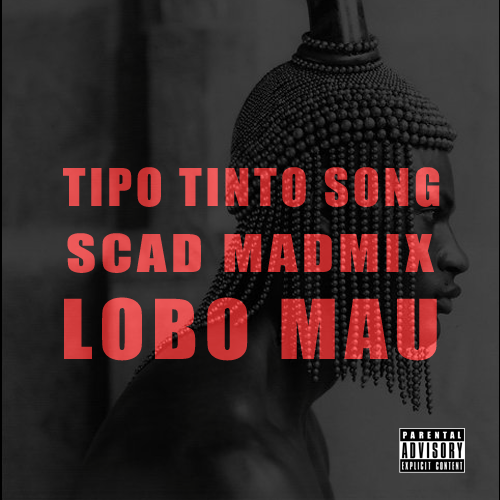 TIPO TINTO SONG
SCAD MADMIX
LOBO MAU
PARENTAL
ADVISORY
EXPLICIT CONTENT